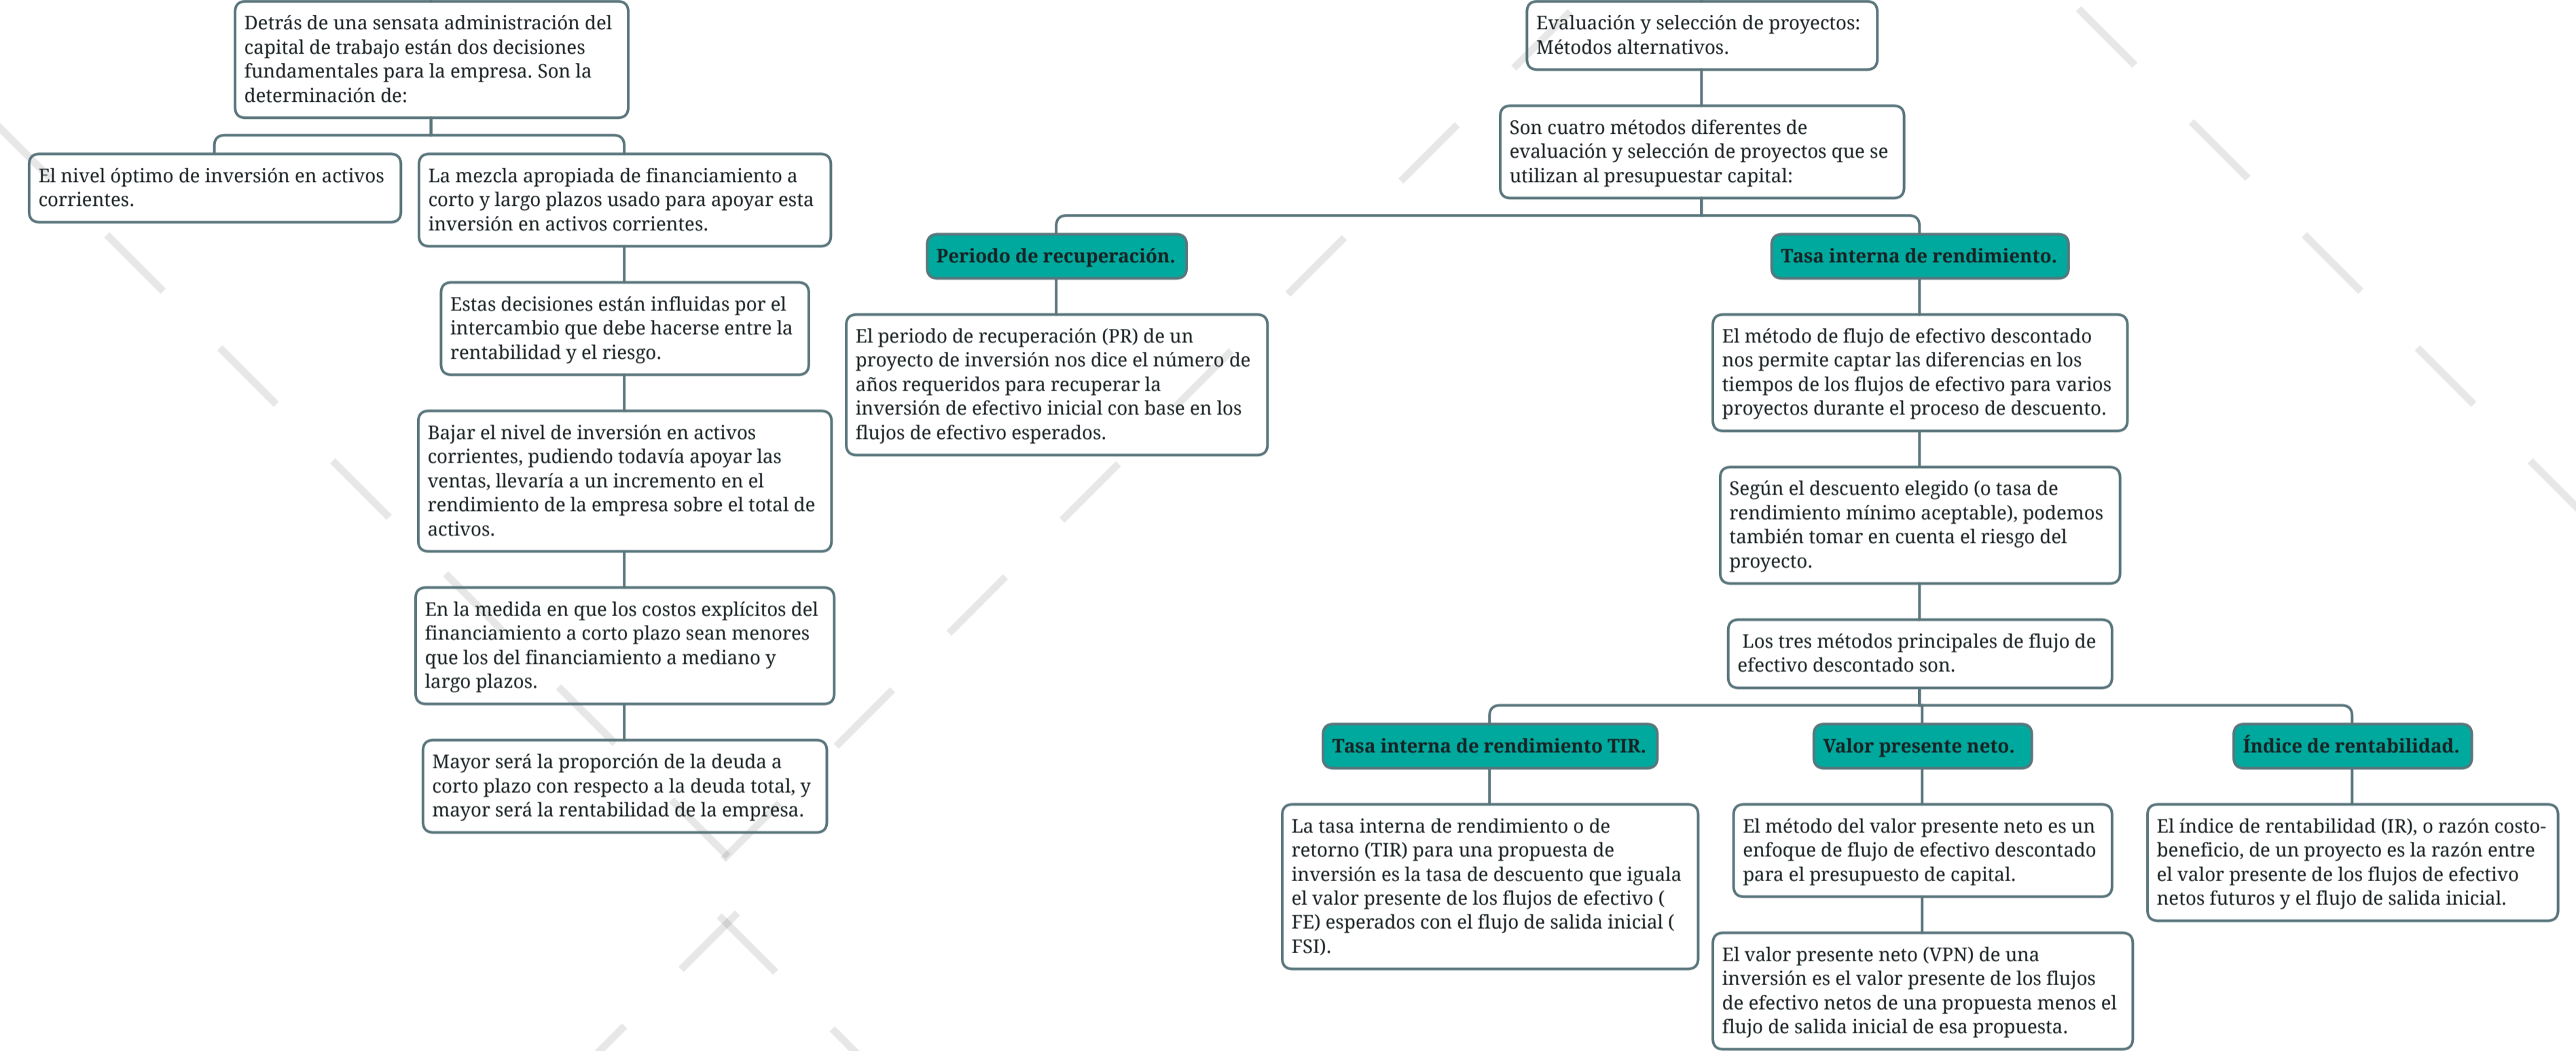 Detrás de una sensata administración del
capital de trabajo están dos decisiones
fundamentales para la empresa. Son la
determinación de:
El nivel óptimo de inversión en activos
corrientes.
La mezcla apropiada de financiamiento a
corto y largo plazos usado para apoyar esta
inversión en activos corrientes.
Estas decisiones están influidas por el
intercambio que debe hacerse entre la
rentabilidad y el riesgo.
Bajar el nivel de inversión en activos
corrientes, pudiendo todavía apoyar las
ventas, llevaría a un incremento en el
rendimiento de la empresa sobre el total de
activos.
En la medida en que los costos explícitos del
financiamiento a corto plazo sean menores
que los del financiamiento a mediano y
largo plazos.
Mayor será la proporción de la deuda a
corto plazo con respecto a la deuda total, y
mayor será la rentabilidad de la empresa.
Evaluación y selección de proyectos:
Métodos alternativos.
Son cuatro métodos diferentes de
evaluación y selección de proyectos que se
utilizan al presupuestar capital:
Periodo de recuperación.
El periodo de recuperación (PR) de un
proyecto de inversión nos dice el número de
años requeridos para recuperar la
inversión de efectivo inicial con base en los
flujos de efectivo esperados.
Tasa interna de rendimiento.
El método de flujo de efectivo descontado
nos permite captar las diferencias en los
tiempos de los flujos de efectivo para varios
proyectos durante el proceso de descuento.
Según el descuento elegido (o tasa de
rendimiento mínimo aceptable), podemos
también tomar en cuenta el riesgo del
proyecto.
Los tres métodos principales de flujo de
efectivo descontado son.
Tasa interna de rendimiento TIR.
La tasa interna de rendimiento o de
retorno (TIR) para una propuesta de
inversión es la tasa de descuento que iguala
el valor presente de los flujos de efectivo (
FE) esperados con el flujo de salida inicial (
FSI).
Valor presente neto.
El método del valor presente neto es un
enfoque de flujo de efectivo descontado
para el presupuesto de capital.
El valor presente neto (VPN) de una
inversión es el valor presente de los flujos
de efectivo netos de una propuesta menos el
flujo de salida inicial de esa propuesta.
Índice de rentabilidad.
El índice de rentabilidad (IR), o razón costo-
beneficio, de un proyecto es la razón entre
el valor presente de los flujos de efectivo
netos futuros y el flujo de salida inicial.